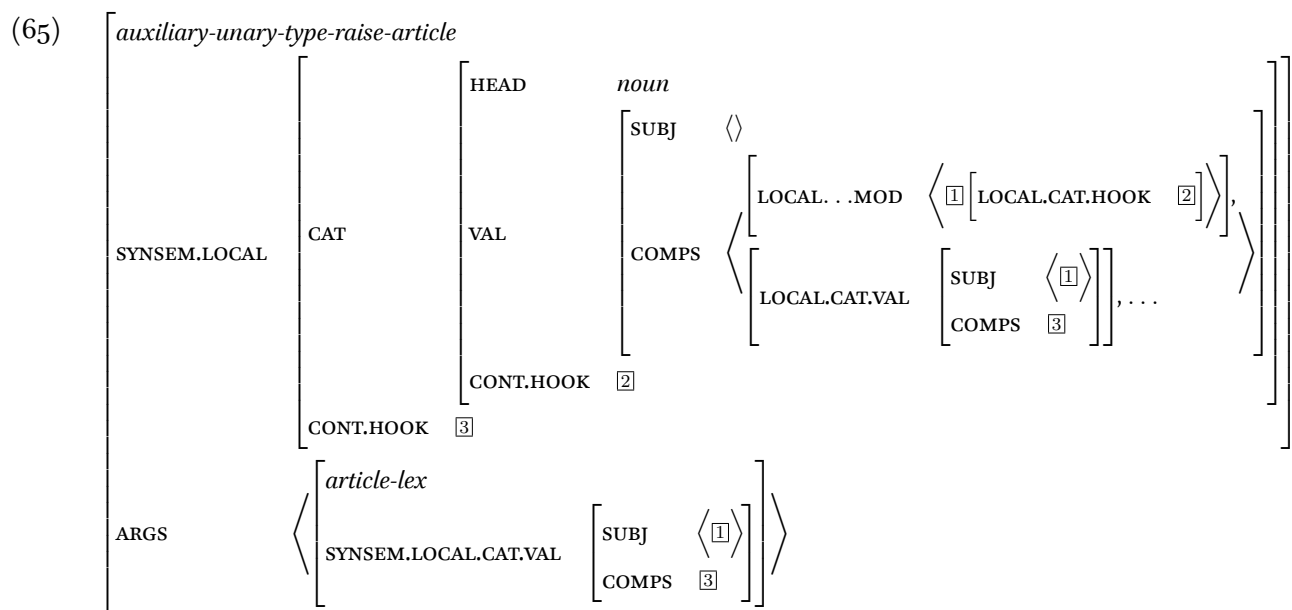 (65)
auxiliary-unary-type-raise-article
HEAD noun
SUBJ ⟨⟩
LOCAL. . .MOD ⟨ 1 [ LOCAL.CAT.HOOK 2 ] ⟩ ,
SYNSEM.LOCAL CAT VAL COMPS
LOCAL.CAT.VAL SUBJ ⟨ 1 ⟩
COMPS 3 , . . .
CONT.HOOK 2
CONT.HOOK 3
article-lex
ARGS SYNSEM.LOCAL.CAT.VAL SUBJ ⟨ 1 ⟩
COMPS 3